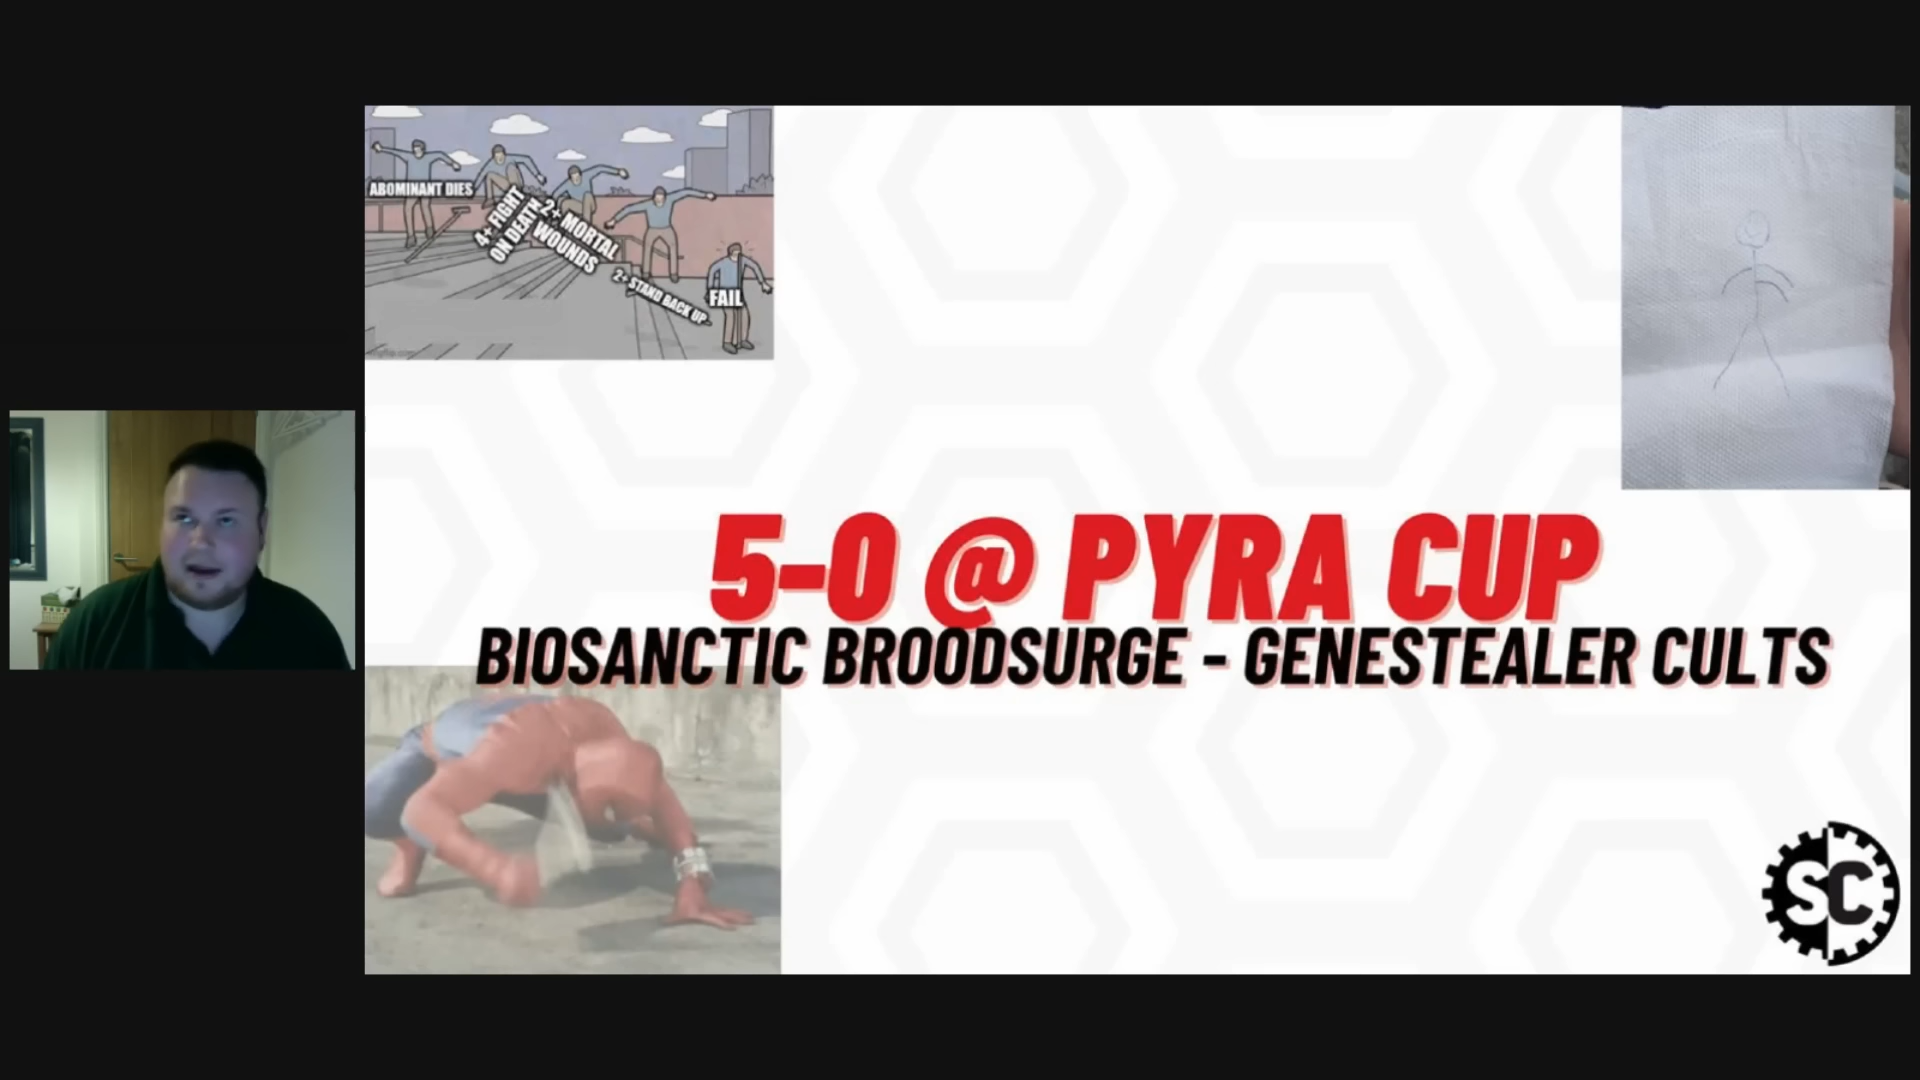 ABOMINANT DIES
4+ FIGHT
ON DEATH
2+ MORTAL
WOUNDS
2+ STAND BACK UP
FAIL
5-0 @ PYRA CUP
BIOSANCTIC BROODSURGE - GENESTEALER CULTS
SC